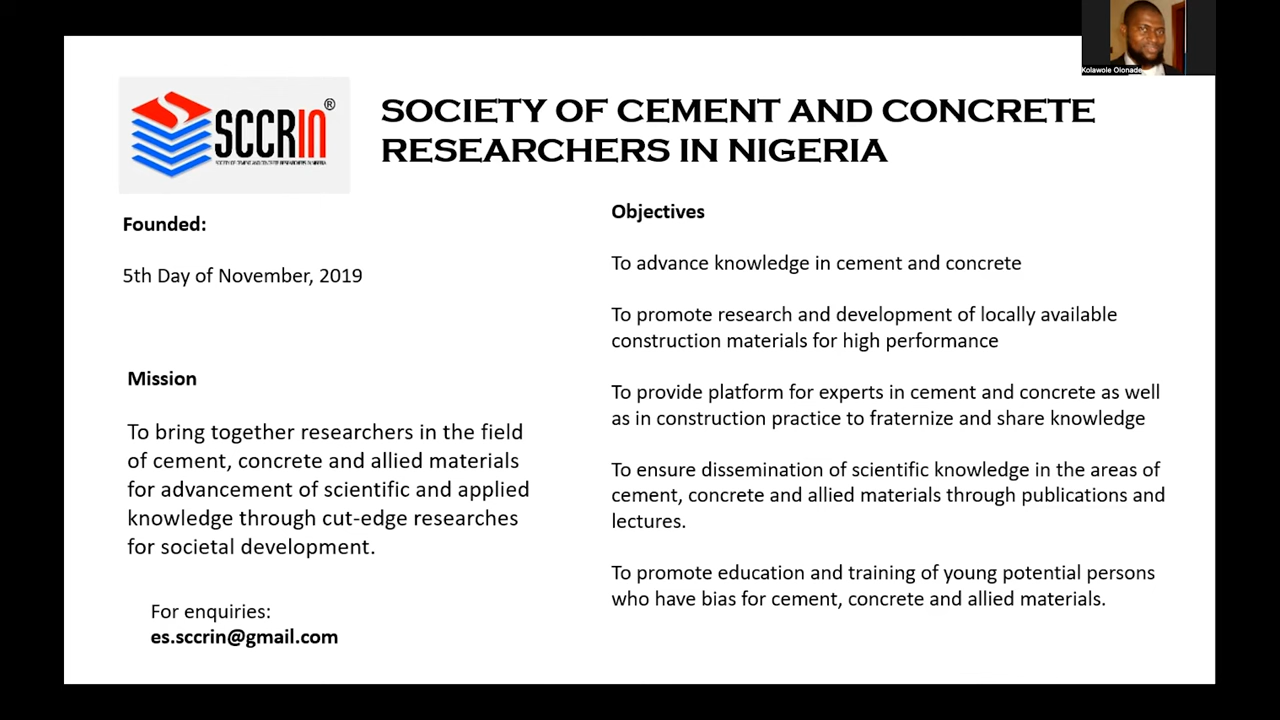 Kolawole Olonade
SCCRIN®
SOCIETY OF CEMENT AND CONCRETE RESEARCHERS IN NIGERIA
SOCIETY OF CEMENT AND CONCRETE
RESEARCHERS IN NIGERIA
Founded:
5th Day of November, 2019
Mission
To bring together researchers in the field
of cement, concrete and allied materials
for advancement of scientific and applied
knowledge through cut-edge researches
for societal development.
For enquiries:
es.sccrin@gmail.com
Objectives
To advance knowledge in cement and concrete
To promote research and development of locally available
construction materials for high performance
To provide platform for experts in cement and concrete as well
as in construction practice to fraternize and share knowledge
To ensure dissemination of scientific knowledge in the areas of
cement, concrete and allied materials through publications and
lectures.
To promote education and training of young potential persons
who have bias for cement, concrete and allied materials.